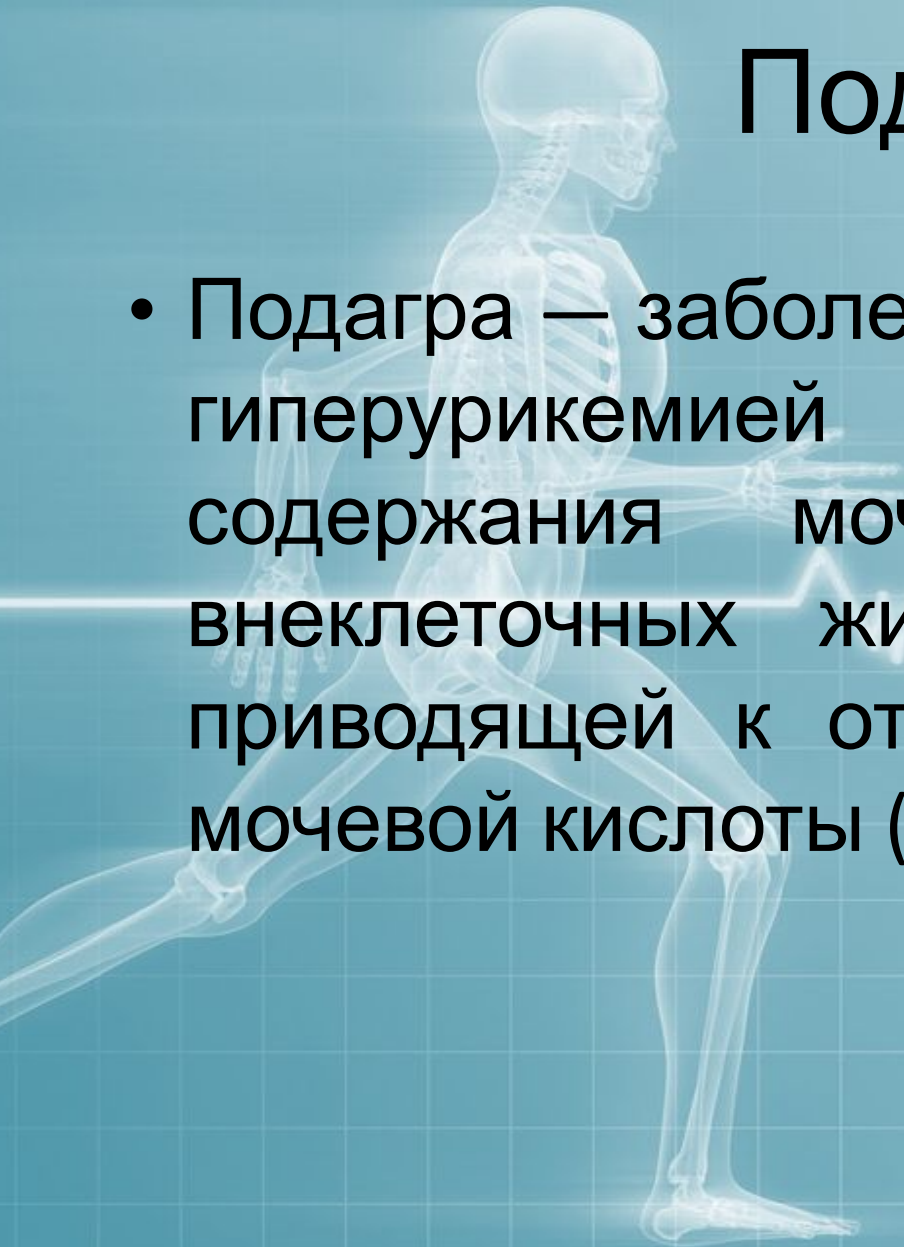 Под
• Подагра — заболе
гиперурикемией
содержания моч
внеклеточных жи
приводящей к от
мочевой кислоты (